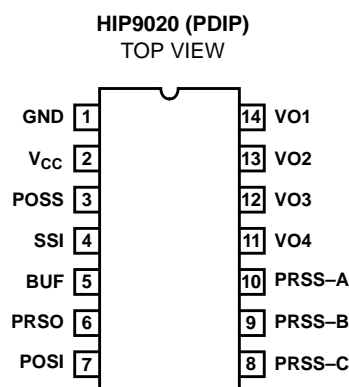 HIP9020 (PDIP)
TOP VIEW
GND 1 14 VO1
VCC 2 13 VO2
POSS 3 12 VO3
SSI 4 11 VO4
BUF 5 10 PRSS–A
PRSO 6 9 PRSS–B
POSI 7 8 PRSS–C